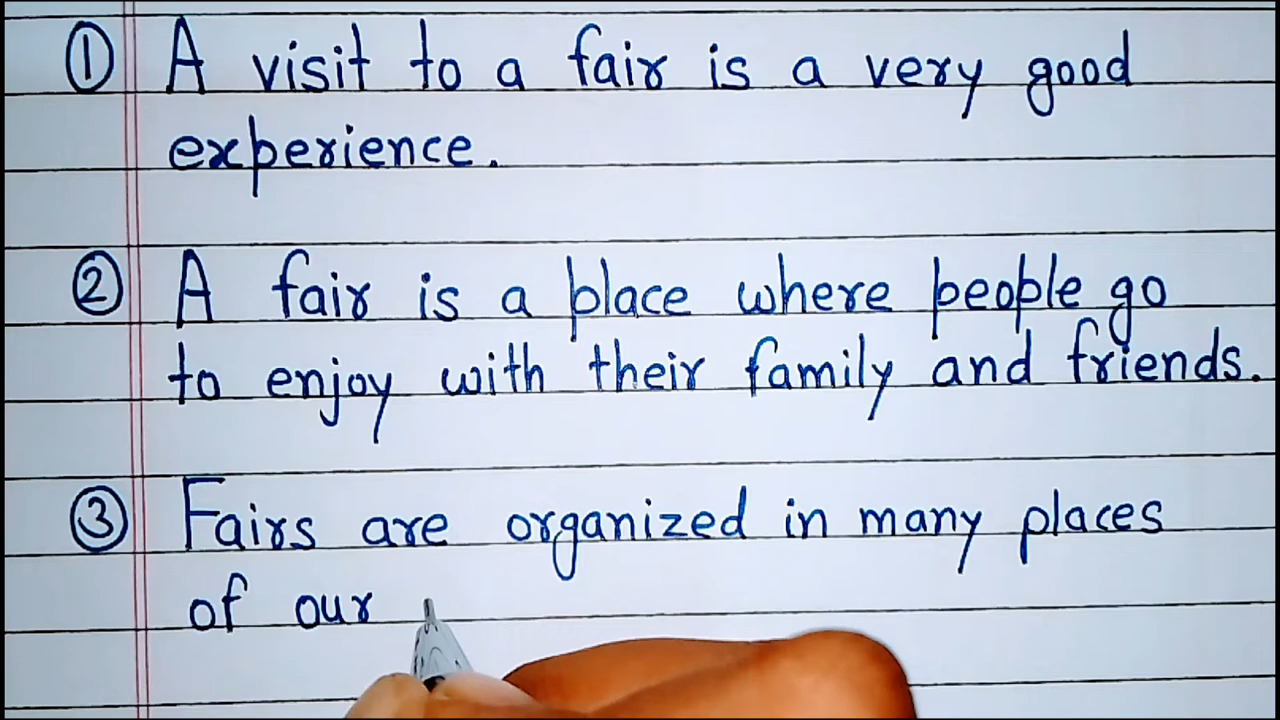 ① A visit to a fair is a very good
experience.
② A fair is a place where people go
to enjoy with their family and friends.
③ Fairs are organized in many places
of our